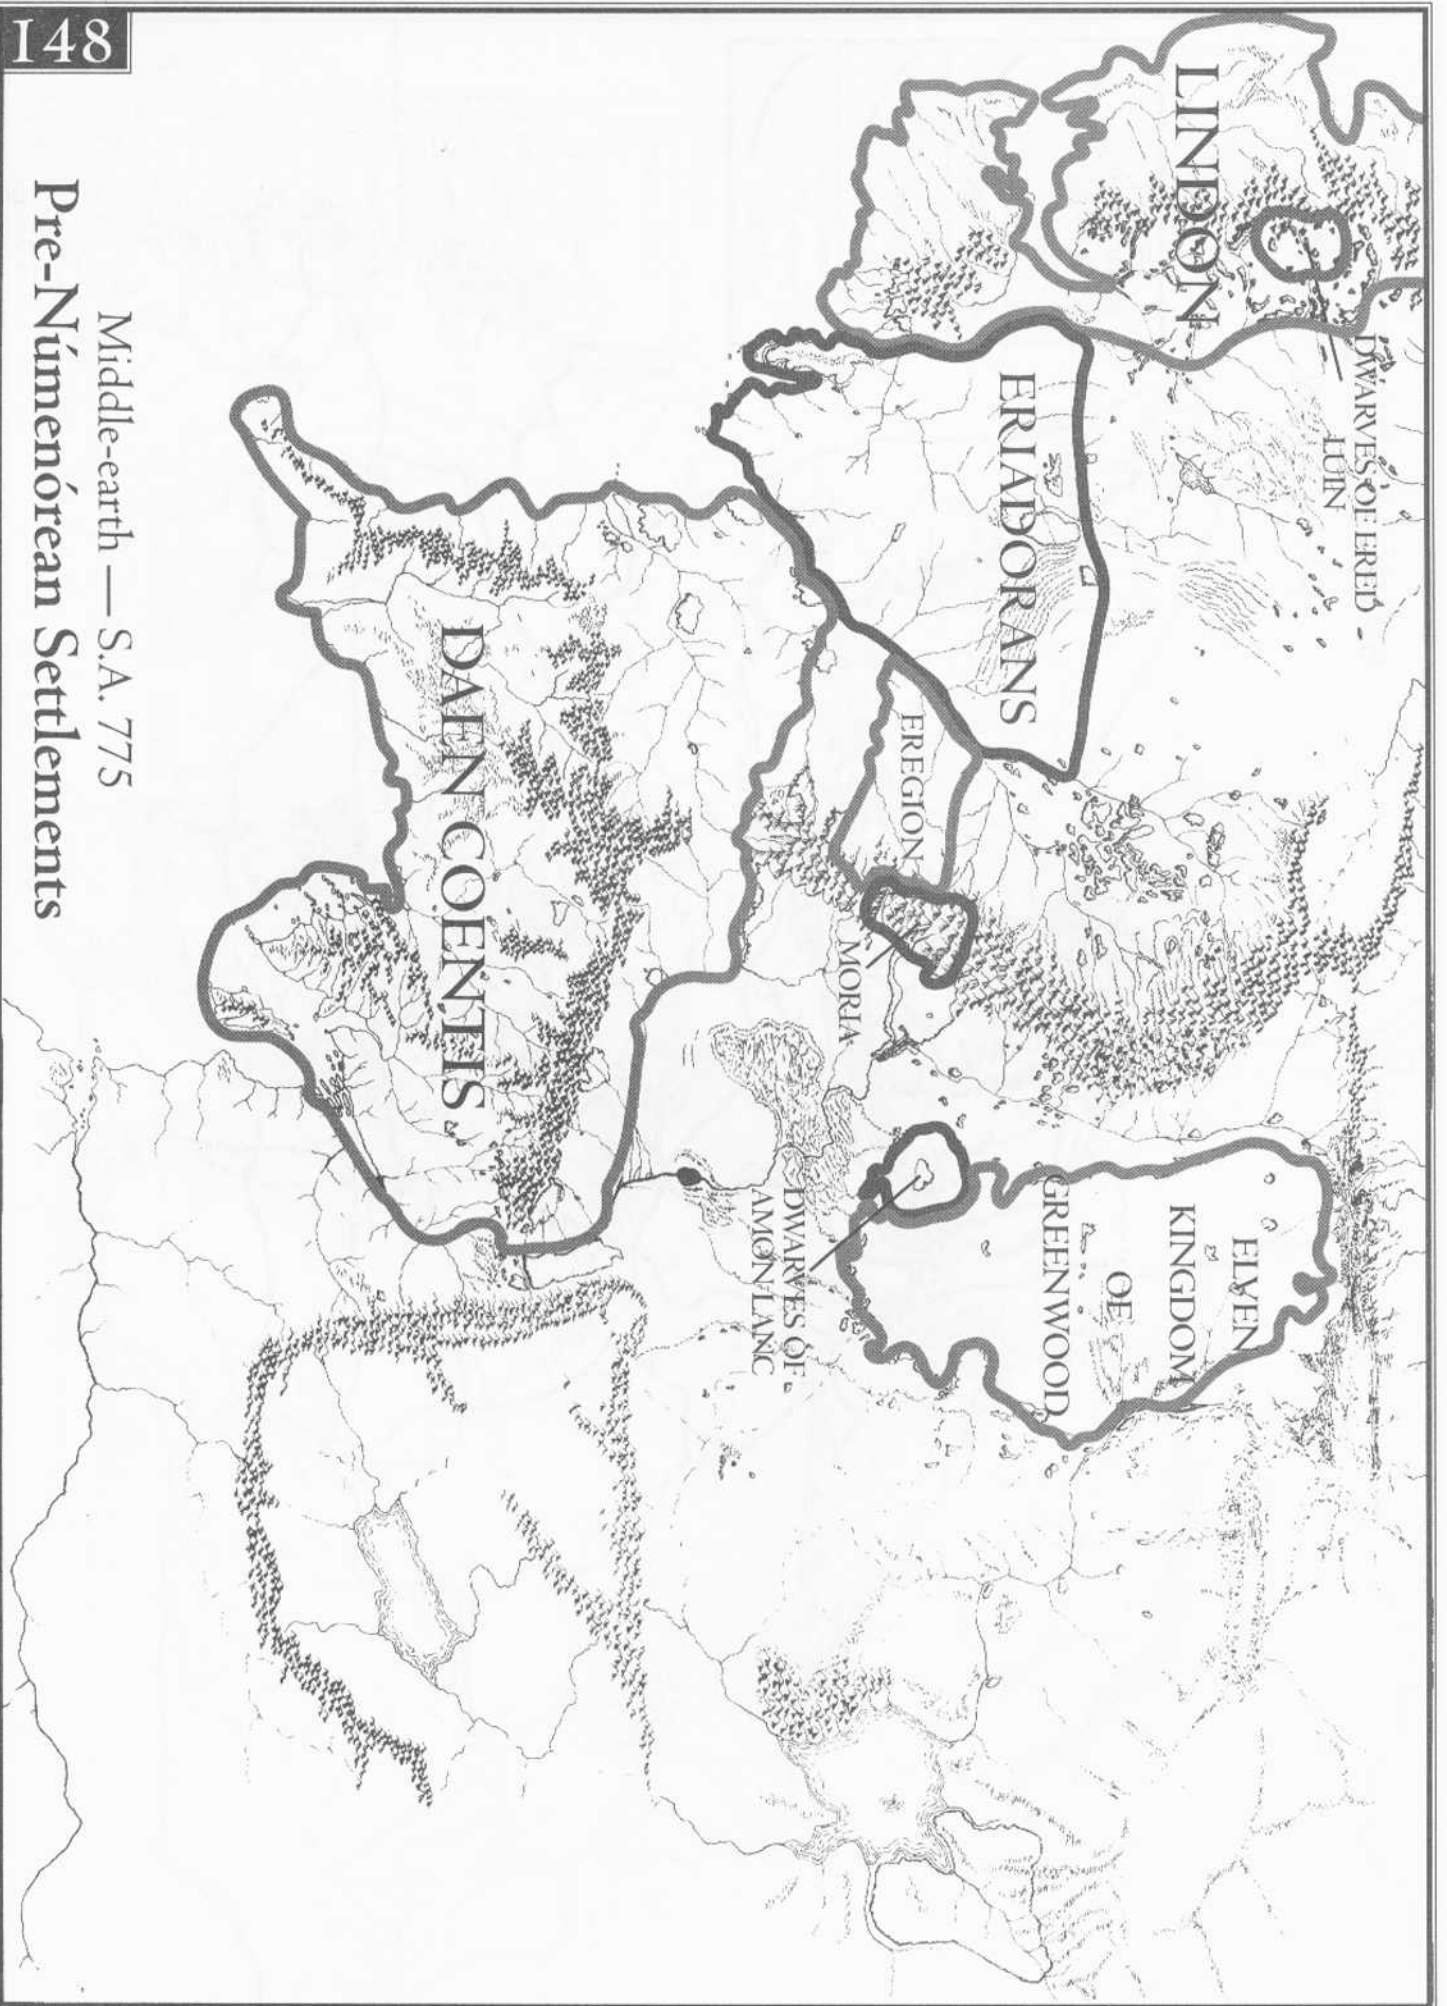 148
LINDON
DWARVES OF ERED
LUIN
ERIADORANS
EREGION
MORIA
ELVEN
KINGDOM
OF
GREENWOOD
DWARVES OF
AMON LANC
DAEN COENTIS
Middle-earth — S.A. 775
Pre-Númenórean Settlements